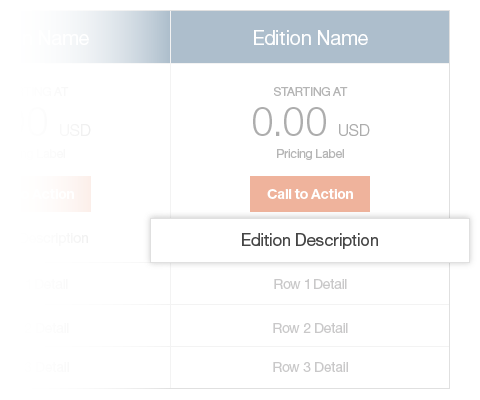 Name Edition Name
STARTING AT
0.00 USD
USD
Pricing Label
Call to Action
Edition Description
Row 1 Detail
Row 2 Detail
Row 3 Detail